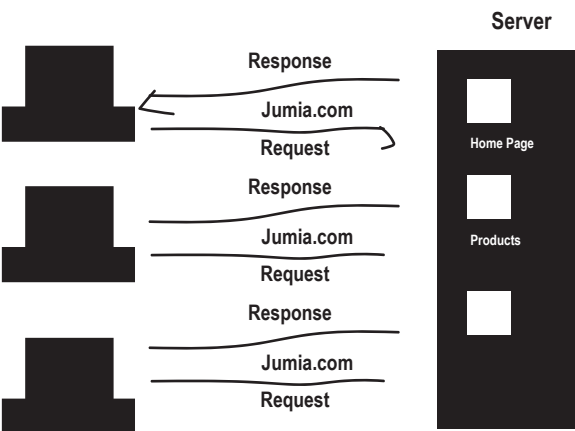 Server
Response
Jumia.com
Request
Home Page
Response
Jumia.com
Request
Products
Response
Jumia.com
Request